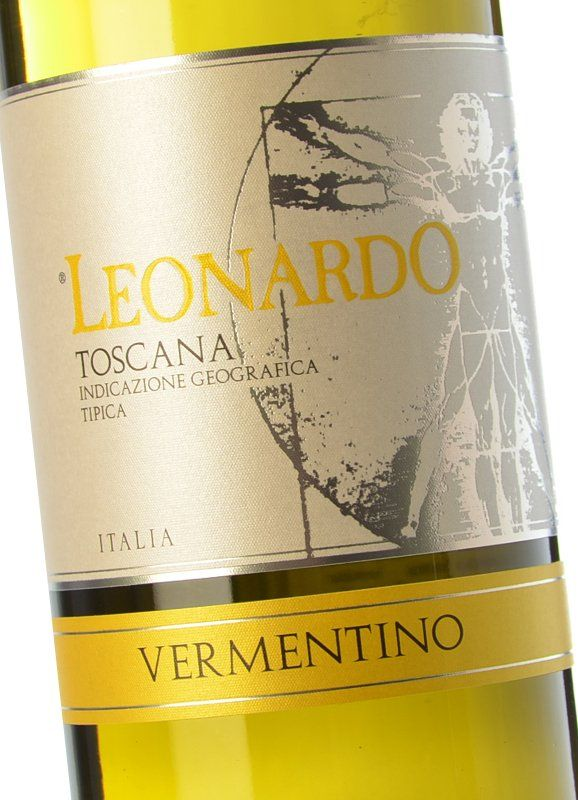 ® LEONARDO
TOSCANA
INDICAZIONE GEOGRAFICA
TIPICA
ITALIA
VERMENTINO